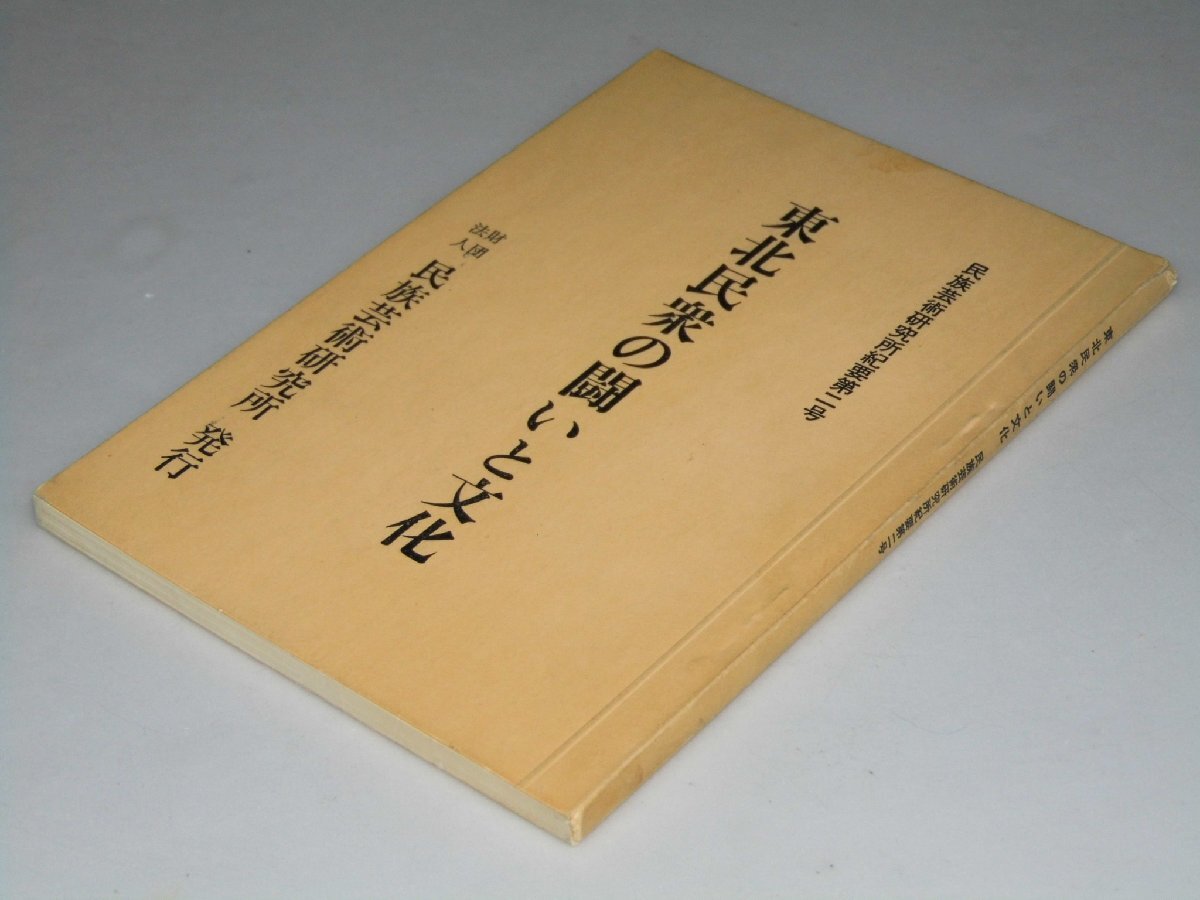 民族芸術研究所紀要第二号
東北民衆の闘いと文化
財団
法人
民族芸術研究所 発行
東北民衆の闘いと文化 民族芸術研究所紀要第二号